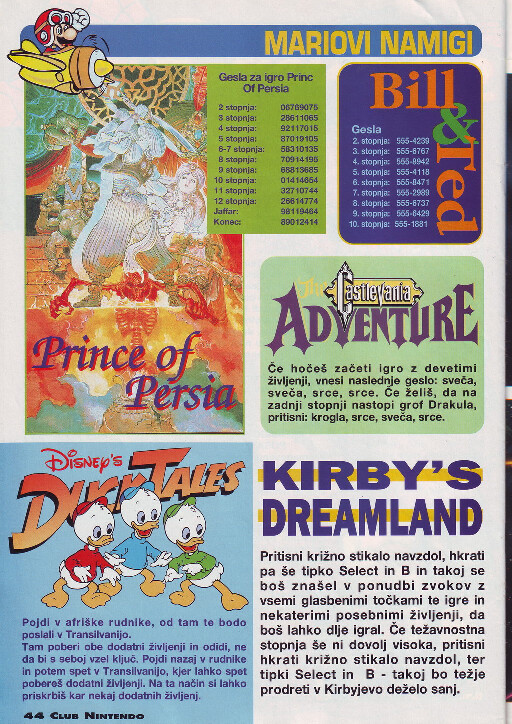 MARIOVI NAMIGI
Gesla za igro Princ
Of Persia
2 stopnja: 06769075
3 stopnja: 28611065
4 stopnja: 92117015
5 stopnja: 87019105
6-7 stopnja: 58310135
8 stopnja: 70914195
9 stopnja: 68813685
10 stopnja: 01414654
11 stopnja: 32710744
12 stopnja: 26614774
Jaffar: 98119464
Konec: 89012414
Prince of
Persia
Bill
&
Ted
Gesla
2. stopnja: 555-4239
3. stopnja: 555-6767
4. stopnja: 555-8942
5. stopnja: 555-4118
6. stopnja: 555-8471
7. stopnja: 555-2989
8. stopnja: 555-6737
9. stopnja: 555-6429
10. stopnja: 555-1881
The Castlevania
ADVENTURE
Če hočeš začeti igro z devetimi
življenji, vnesi naslednje geslo: sveča,
sveča, srce, srce. Če želiš, da na
zadnji stopnji nastopi grof Drakula,
pritisni: krogla, srce, sveča, srce.
Disney's
DUCK TALES
Pojdi v afriške rudnike, od tam te bodo
poslali v Transilvanijo.
Tam poberi obe dodatni življenji in odidi, ne
da bi s seboj vzel ključ. Pojdi nazaj v rudnike
in potem spet v Transilvanijo, kjer lahko spet
pobereš dodatni življenji. Na ta način si lahko
priskrbiš kar nekaj dodatnih življenj.
KIRBY'S
DREAMLAND
Pritisni križno stikalo navzdol, hkrati
pa še tipko Select in B in takoj se
boš znašel v ponudbi zvokov z
vsemi glasbenimi točkami te igre in
nekaterimi posebnimi življenji, da
boš lahko dlje igral. Če težavnostna
stopnja še ni dovolj visoka, pritisni
hkrati križno stikalo navzdol, ter
tipki Select in B - takoj bo težje
prodreti v Kirbyjevo deželo sanj.
44 CLUB NINTENDO